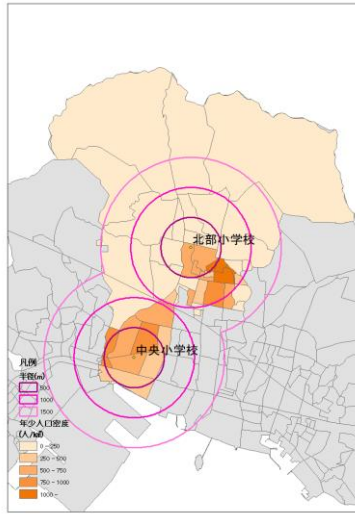 北部小学校
中央小学校
凡例
半径(m)
500
1000
1500
年少人口密度
(人/k㎡)
0 - 250
250 - 500
500 - 750
750 - 1000
1000 -